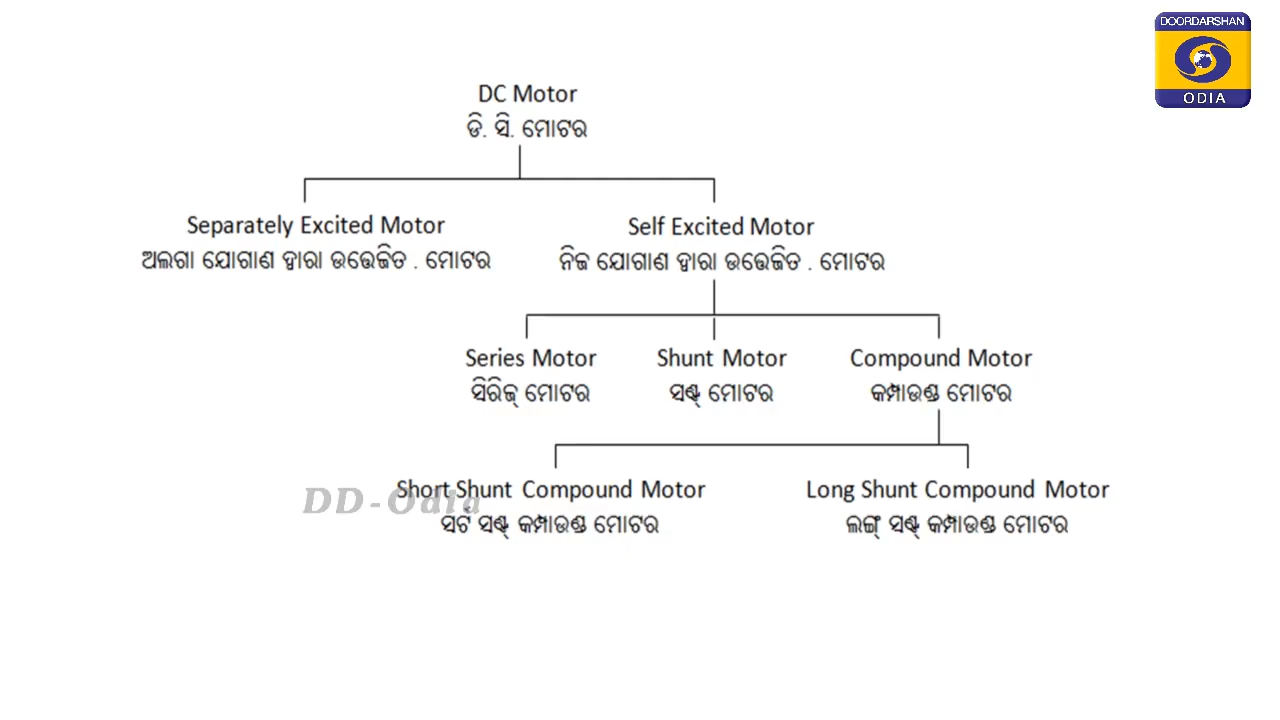 DOORDARSHAN
ODIA
DC Motor
ଡି. ସି. ମୋଟର
Separately Excited Motor
ଅଲଗା ଯୋଗାଣ ଦ୍ଵାରା ଉତ୍ତେଜିତ . ମୋଟର
Self Excited Motor
ନିଜ ଯୋଗାଣ ଦ୍ଵାରା ଉତ୍ତେଜିତ . ମୋଟର
Series Motor
ସିରିଜ୍ ମୋଟର
Shunt Motor
ସଣ୍ଟ୍ ମୋଟର
Compound Motor
କମ୍ପାଉଣ୍ଡ ମୋଟର
DD-Odia
Short Shunt Compound Motor
ସର୍ଟ ସଣ୍ଟ୍ କମ୍ପାଉଣ୍ଡ ମୋଟର
Long Shunt Compound Motor
ଲଙ୍ଗ୍ ସଣ୍ଟ୍ କମ୍ପାଉଣ୍ଡ ମୋଟର